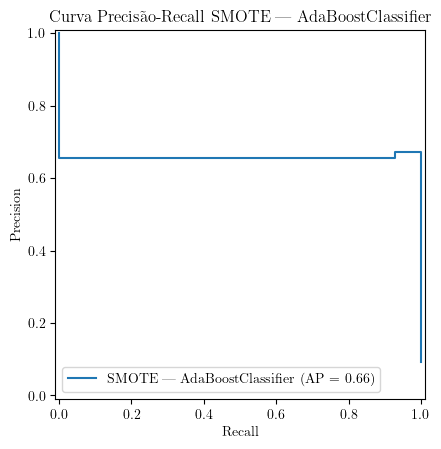 Curva Precisão-Recall SMOTE — AdaBoostClassifier
1.0
0.8
0.6
0.4
0.2
0.0
Precision
SMOTE — AdaBoostClassifier (AP = 0.66)
0.0 0.2 0.4 0.6 0.8 1.0
Recall